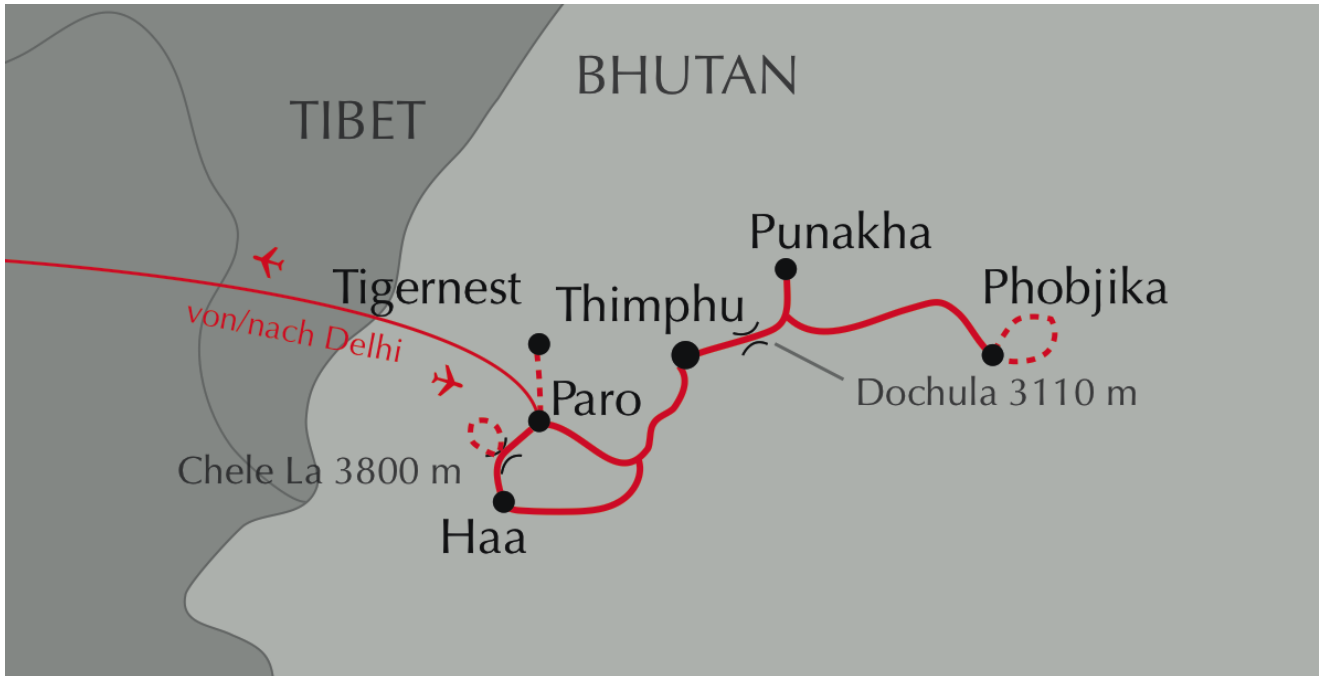 BHUTAN
TIBET
Punakha
Tigernest
Thimphu
Phobjika
von/nach Delhi
Paro
Dochula 3110 m
Chele La 3800 m
Haa